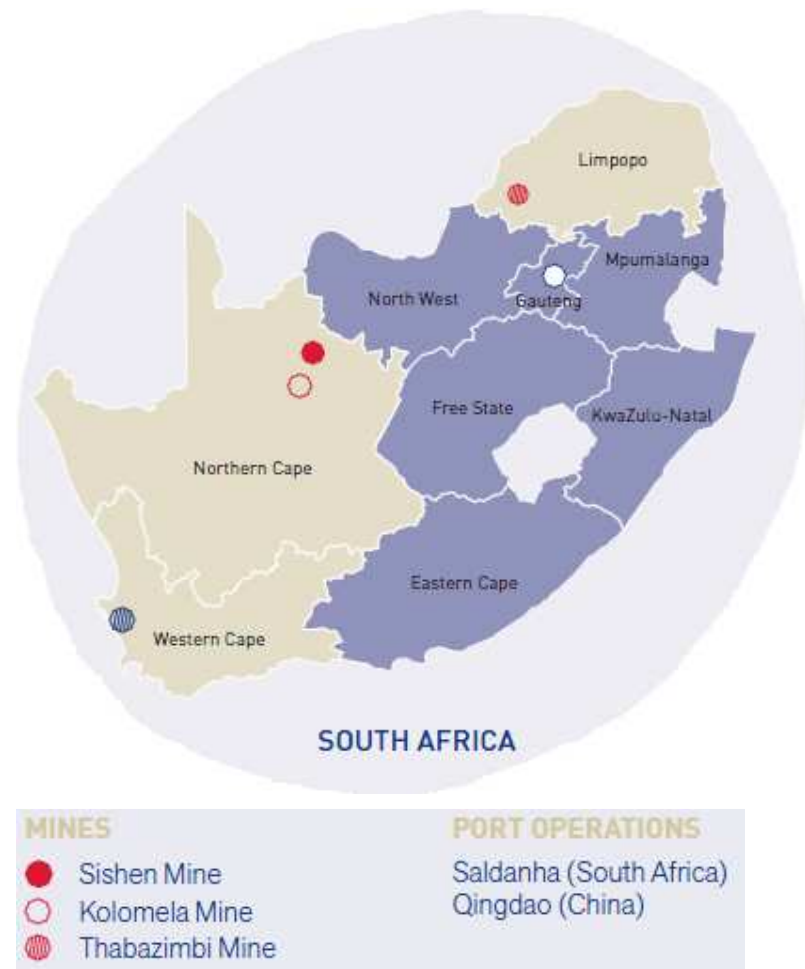 Limpopo
Mpumalanga
North West
Gauteng
Free State
KwaZulu-Natal
Northern Cape
Eastern Cape
Western Cape
SOUTH AFRICA
MINES
Sishen Mine
Kolomela Mine
Thabazimbi Mine
PORT OPERATIONS
Saldanha (South Africa)
Qingdao (China)